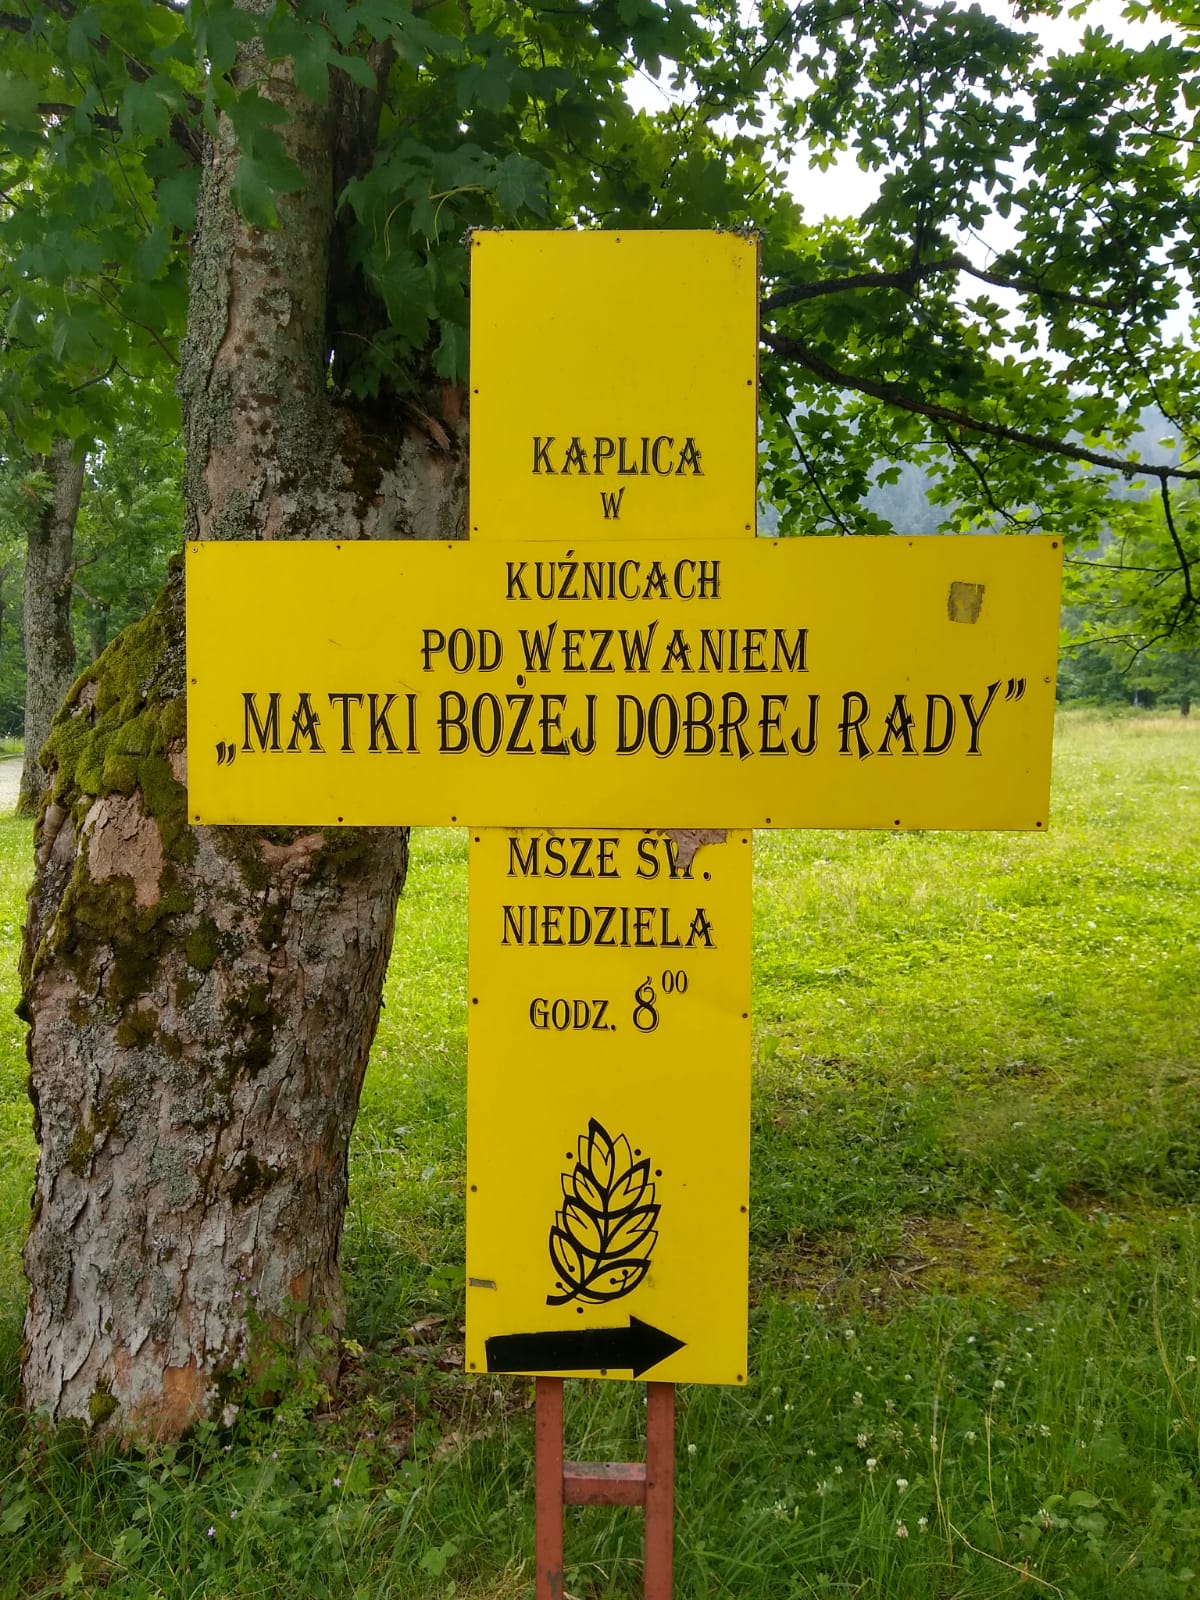 KAPLICA
W
KUŹNICACH
POD WEZWANIEM
„MATKI BOŻEJ DOBREJ RADY”
MSZE ŚW.
NIEDZIELA
GODZ. 8⁰⁰